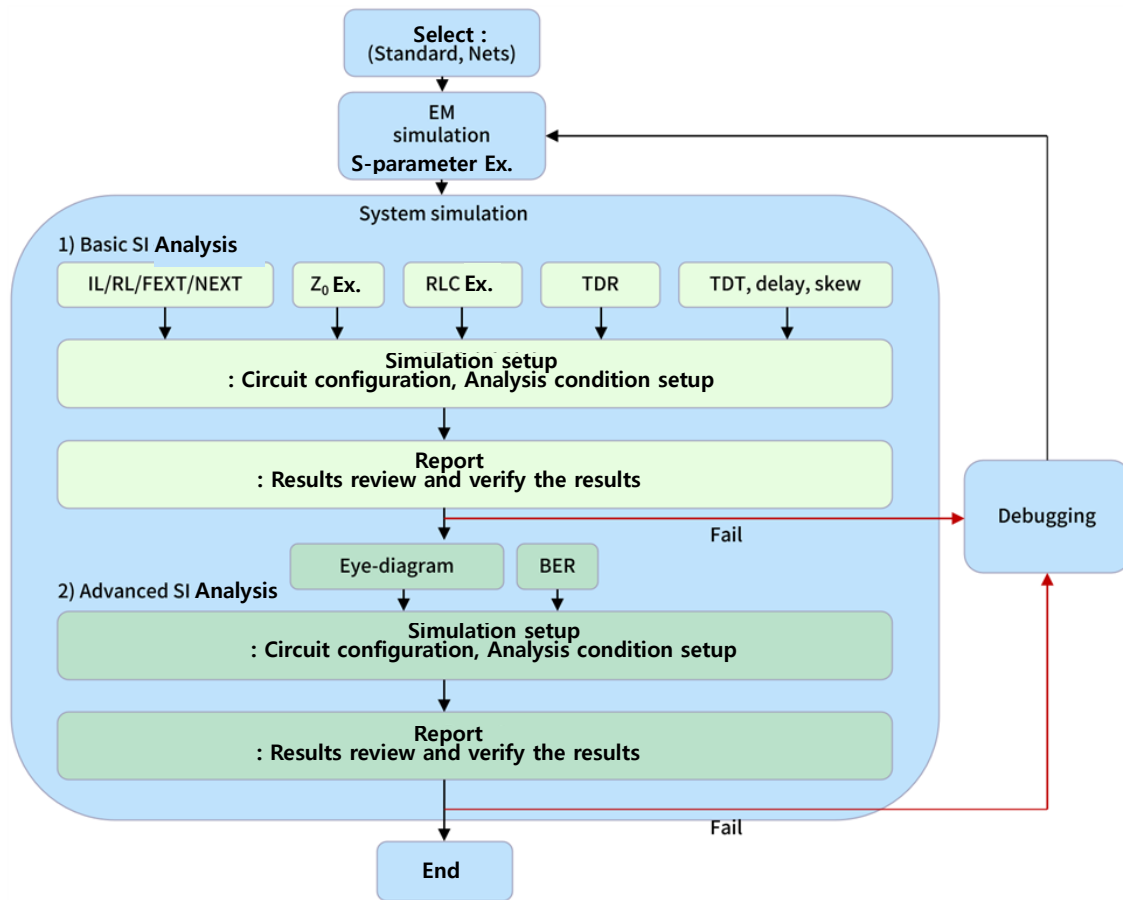 Select :
(Standard, Nets)
EM
simulation
S-parameter Ex.
System simulation
1) Basic SI Analysis
IL/RL/FEXT/NEXT
Z₀ Ex.
RLC Ex.
TDR
TDT, delay, skew
Simulation setup
: Circuit configuration, Analysis condition setup
Report
: Results review and verify the results
Fail
Debugging
Eye-diagram
BER
2) Advanced SI Analysis
Simulation setup
: Circuit configuration, Analysis condition setup
Report
: Results review and verify the results
Fail
End